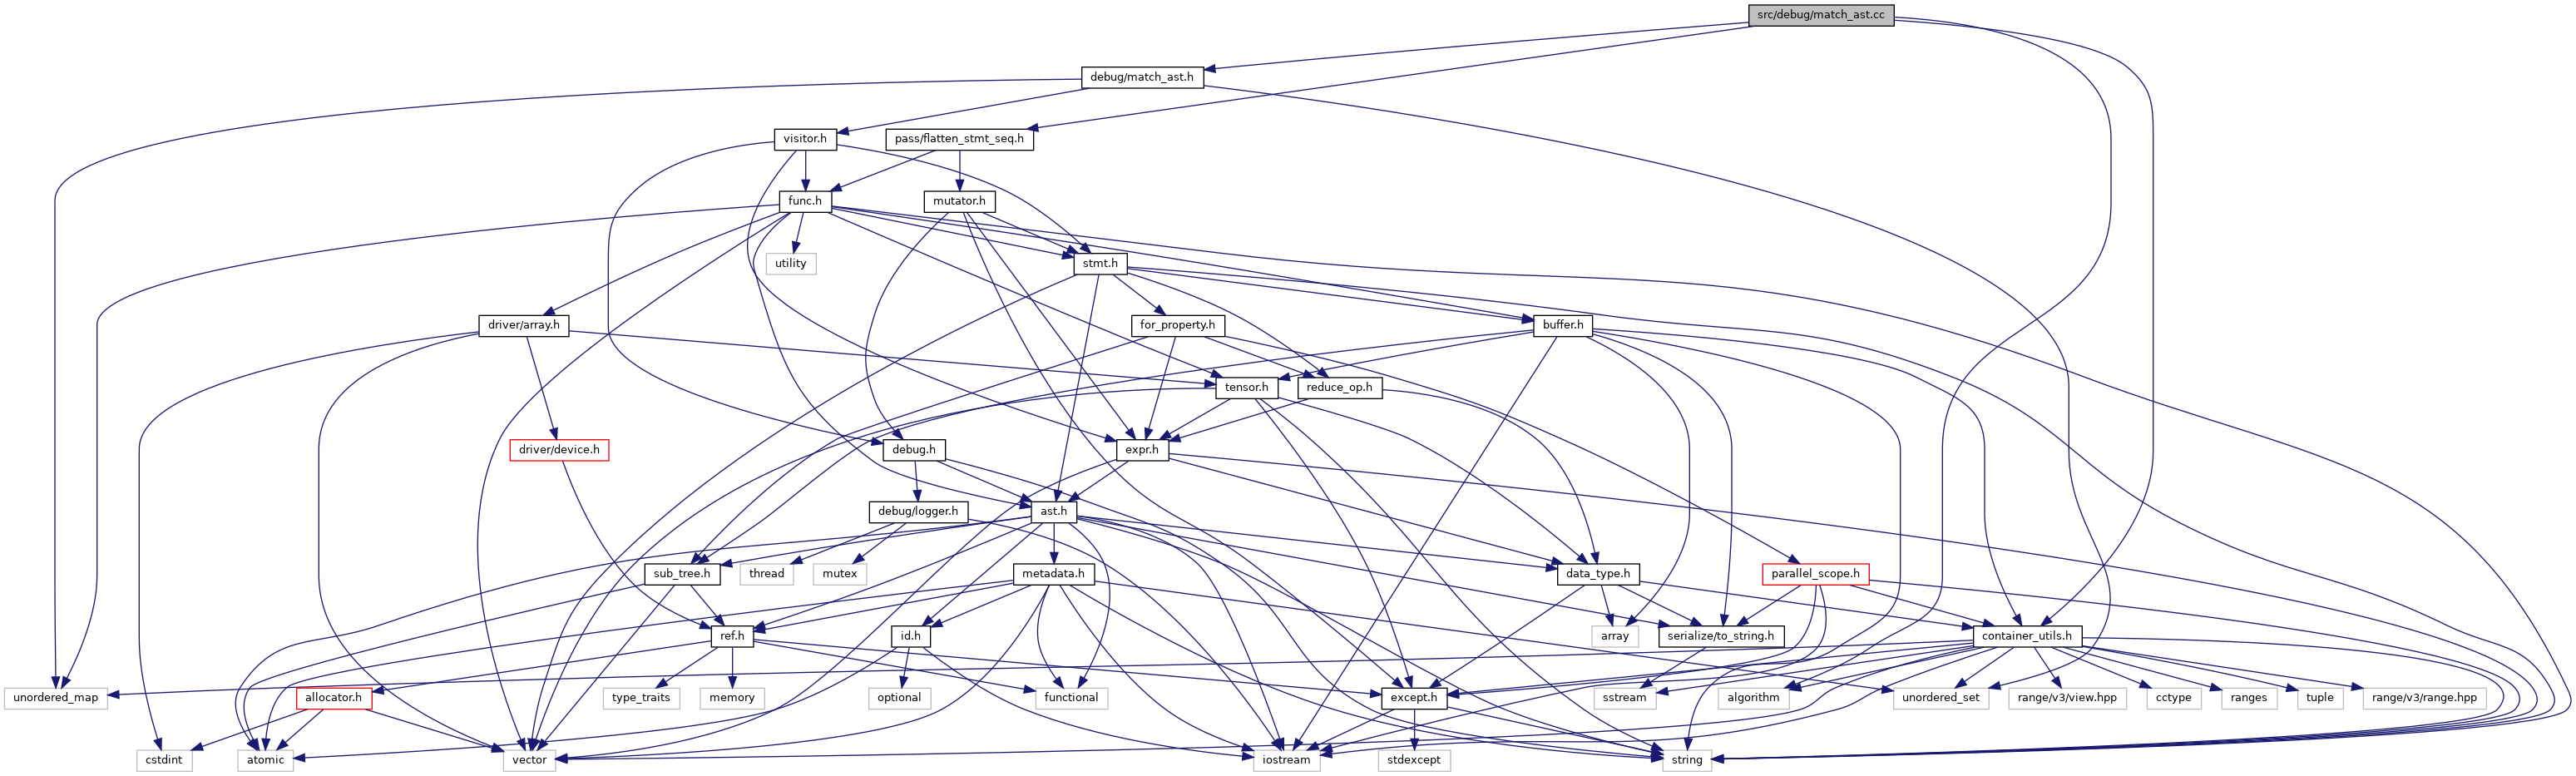 src/debug/match_ast.cc
debug/match_ast.h
visitor.h
pass/flatten_stmt_seq.h
func.h
mutator.h
utility
stmt.h
driver/array.h
for_property.h
buffer.h
tensor.h
reduce_op.h
driver/device.h
debug.h
expr.h
debug/logger.h
ast.h
sub_tree.h
thread
mutex
metadata.h
data_type.h
parallel_scope.h
ref.h
id.h
array
serialize/to_string.h
container_utils.h
unordered_map
allocator.h
type_traits
memory
optional
functional
except.h
sstream
algorithm
unordered_set
range/v3/view.hpp
cctype
ranges
tuple
range/v3/range.hpp
cstdint
atomic
vector
iostream
stdexcept
string